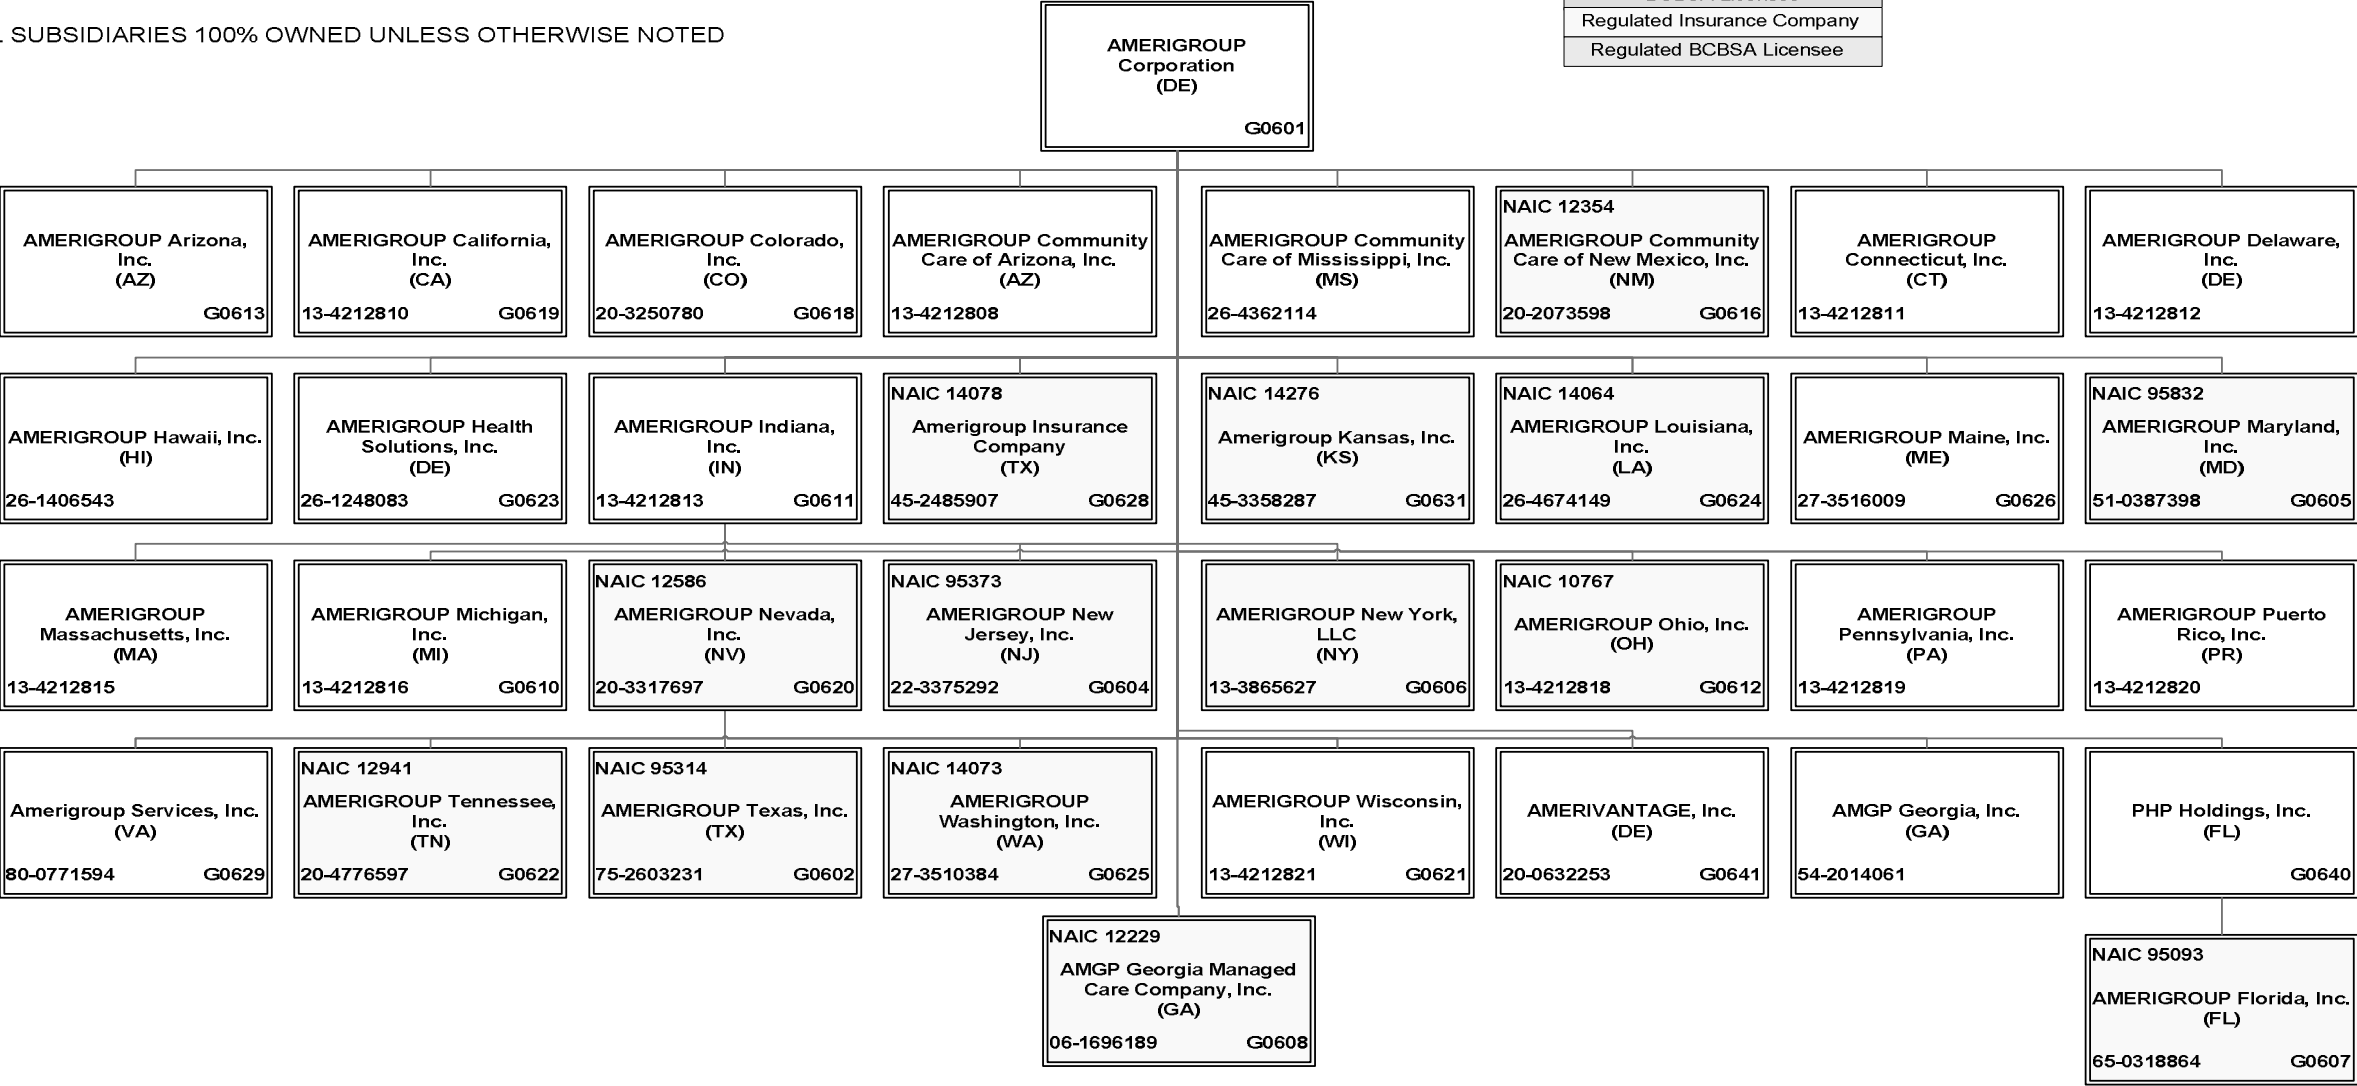 SUBSIDIARIES 100% OWNED UNLESS OTHERWISE NOTED
Regulated Insurance Company
Regulated BCBSA Licensee
AMERIGROUP
Corporation
(DE)
G0601
AMERIGROUP Arizona,
Inc.
(AZ)
G0613
AMERIGROUP California,
Inc.
(CA)
13-4212810 G0619
AMERIGROUP Colorado,
Inc.
(CO)
20-3250780 G0618
AMERIGROUP Community
Care of Arizona, Inc.
(AZ)
13-4212808
AMERIGROUP Community
Care of Mississippi, Inc.
(MS)
26-4362114
NAIC 12354
AMERIGROUP Community
Care of New Mexico, Inc.
(NM)
20-2073598 G0616
AMERIGROUP
Connecticut, Inc.
(CT)
13-4212811
AMERIGROUP Delaware,
Inc.
(DE)
13-4212812
AMERIGROUP Hawaii, Inc.
(HI)
26-1406543
AMERIGROUP Health
Solutions, Inc.
(DE)
26-1248083 G0623
AMERIGROUP Indiana,
Inc.
(IN)
13-4212813 G0611
NAIC 14078
Amerigroup Insurance
Company
(TX)
45-2485907 G0628
NAIC 14276
Amerigroup Kansas, Inc.
(KS)
45-3358287 G0631
NAIC 14064
AMERIGROUP Louisiana,
Inc.
(LA)
26-4674149 G0624
AMERIGROUP Maine, Inc.
(ME)
27-3516009 G0626
NAIC 95832
AMERIGROUP Maryland,
Inc.
(MD)
51-0387398 G0605
AMERIGROUP
Massachusetts, Inc.
(MA)
13-4212815
AMERIGROUP Michigan,
Inc.
(MI)
13-4212816 G0610
NAIC 12586
AMERIGROUP Nevada,
Inc.
(NV)
20-3317697 G0620
NAIC 95373
AMERIGROUP New
Jersey, Inc.
(NJ)
22-3375292 G0604
AMERIGROUP New York,
LLC
(NY)
13-3865627 G0606
NAIC 10767
AMERIGROUP Ohio, Inc.
(OH)
13-4212818 G0612
AMERIGROUP
Pennsylvania, Inc.
(PA)
13-4212819
AMERIGROUP Puerto
Rico, Inc.
(PR)
13-4212820
Amerigroup Services, Inc.
(VA)
80-0771594 G0629
NAIC 12941
AMERIGROUP Tennessee,
Inc.
(TN)
20-4776597 G0622
NAIC 95314
AMERIGROUP Texas, Inc.
(TX)
75-2603231 G0602
NAIC 14073
AMERIGROUP
Washington, Inc.
(WA)
27-3510384 G0625
AMERIGROUP Wisconsin,
Inc.
(WI)
13-4212821 G0621
AMERIVANTAGE, Inc.
(DE)
20-0632253 G0641
AMGP Georgia, Inc.
(GA)
54-2014061
PHP Holdings, Inc.
(FL)
G0640
NAIC 12229
AMGP Georgia Managed
Care Company, Inc.
(GA)
06-1696189 G0608
NAIC 95093
AMERIGROUP Florida, Inc.
(FL)
65-0318864 G0607